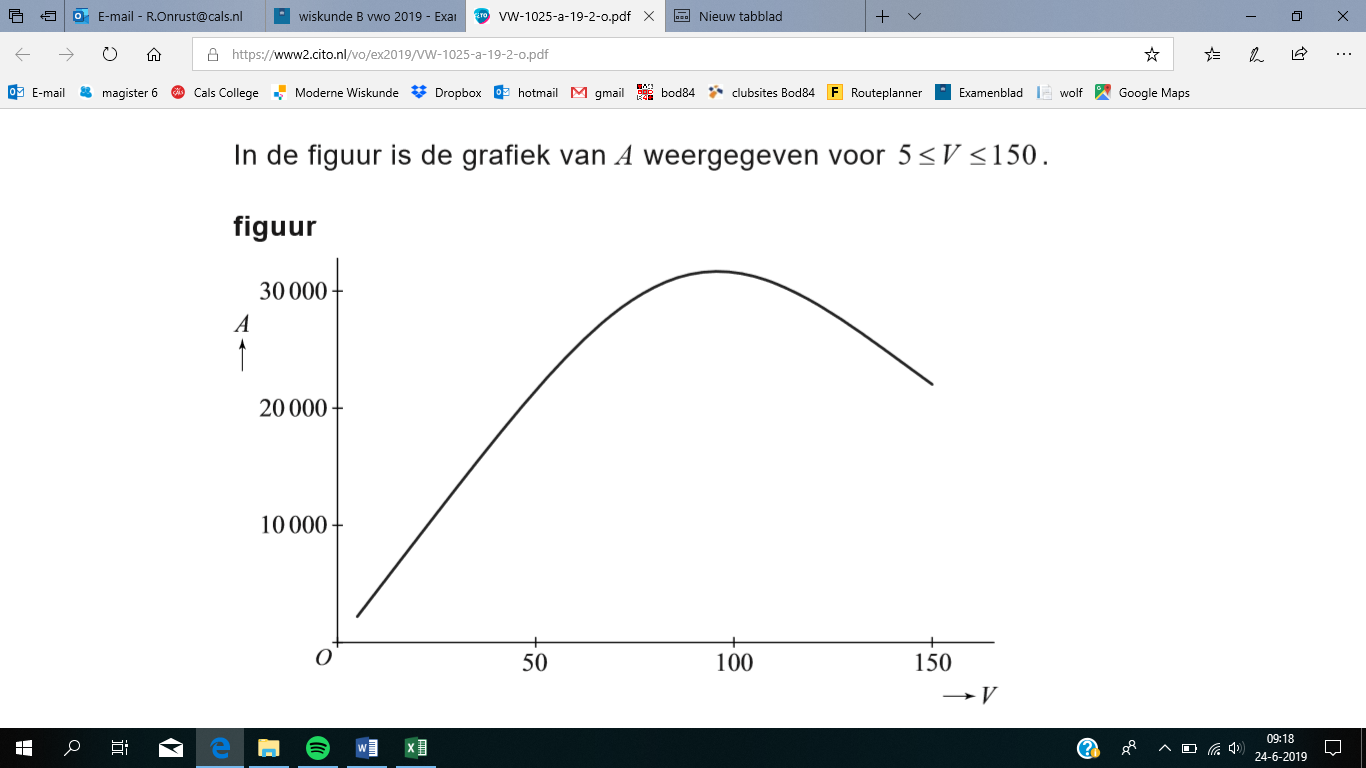 E-mail - R.Onrust@cals.nl
wiskunde B vwo 2019 - Exar
VW-1025-a-19-2-o.pdf
Nieuw tabblad
https://www2.cito.nl/vo/ex2019/VW-1025-a-19-2-o.pdf
E-mail magister 6 Cals College Moderne Wiskunde Dropbox hotmail gmail bod84 clubsites Bod84 Routeplanner Examenblad wolf Google Maps
In de figuur is de grafiek van A weergegeven voor 5 ≤ V ≤ 150.
figuur
30 000
A
20 000
10 000
O 50 100 150
V
09:18
24-6-2019